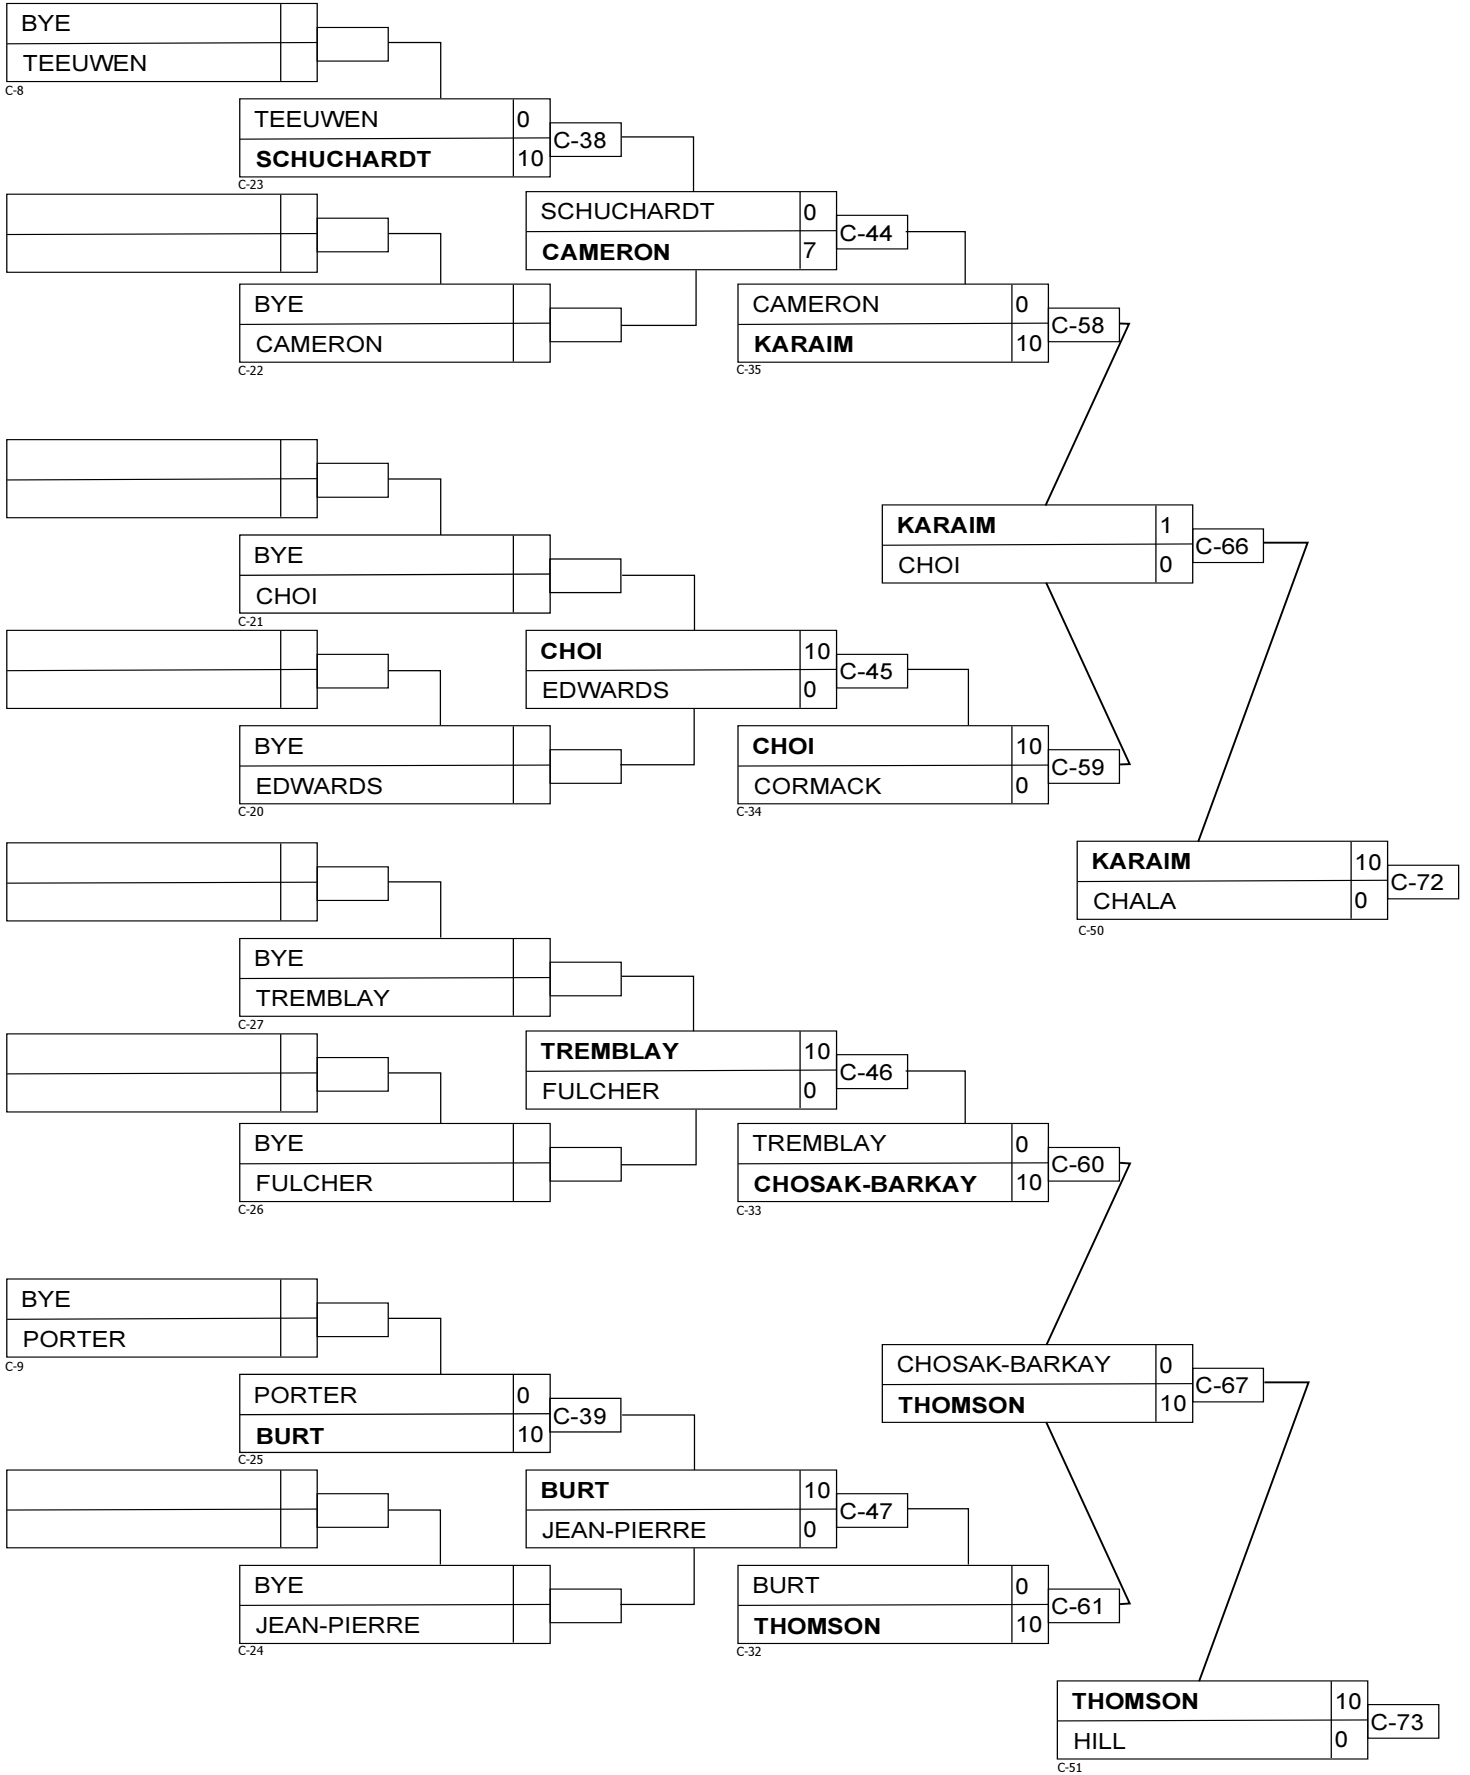 BYE
TEEUWEN
C-8
TEEUWEN 0
SCHUCHARDT 10
C-38
C-23
SCHUCHARDT 0
CAMERON 7
C-44
BYE
CAMERON
C-22
CAMERON 0
KARAIM 10
C-58
C-35
KARAIM 1
CHOI 0
C-66
BYE
CHOI
C-21
CHOI 10
EDWARDS 0
C-45
BYE
EDWARDS
C-20
CHOI 10
CORMACK 0
C-59
C-34
KARAIM 10
CHALA 0
C-72
C-50
BYE
TREMBLAY
C-27
TREMBLAY 10
FULCHER 0
C-46
BYE
FULCHER
C-26
TREMBLAY 0
CHOSAK-BARKAY 10
C-60
C-33
BYE
PORTER
C-9
CHOSAK-BARKAY 0
THOMSON 10
C-67
PORTER 0
BURT 10
C-39
C-25
BURT 10
JEAN-PIERRE 0
C-47
BYE
JEAN-PIERRE
C-24
BURT 0
THOMSON 10
C-61
C-32
THOMSON 10
HILL 0
C-73
C-51